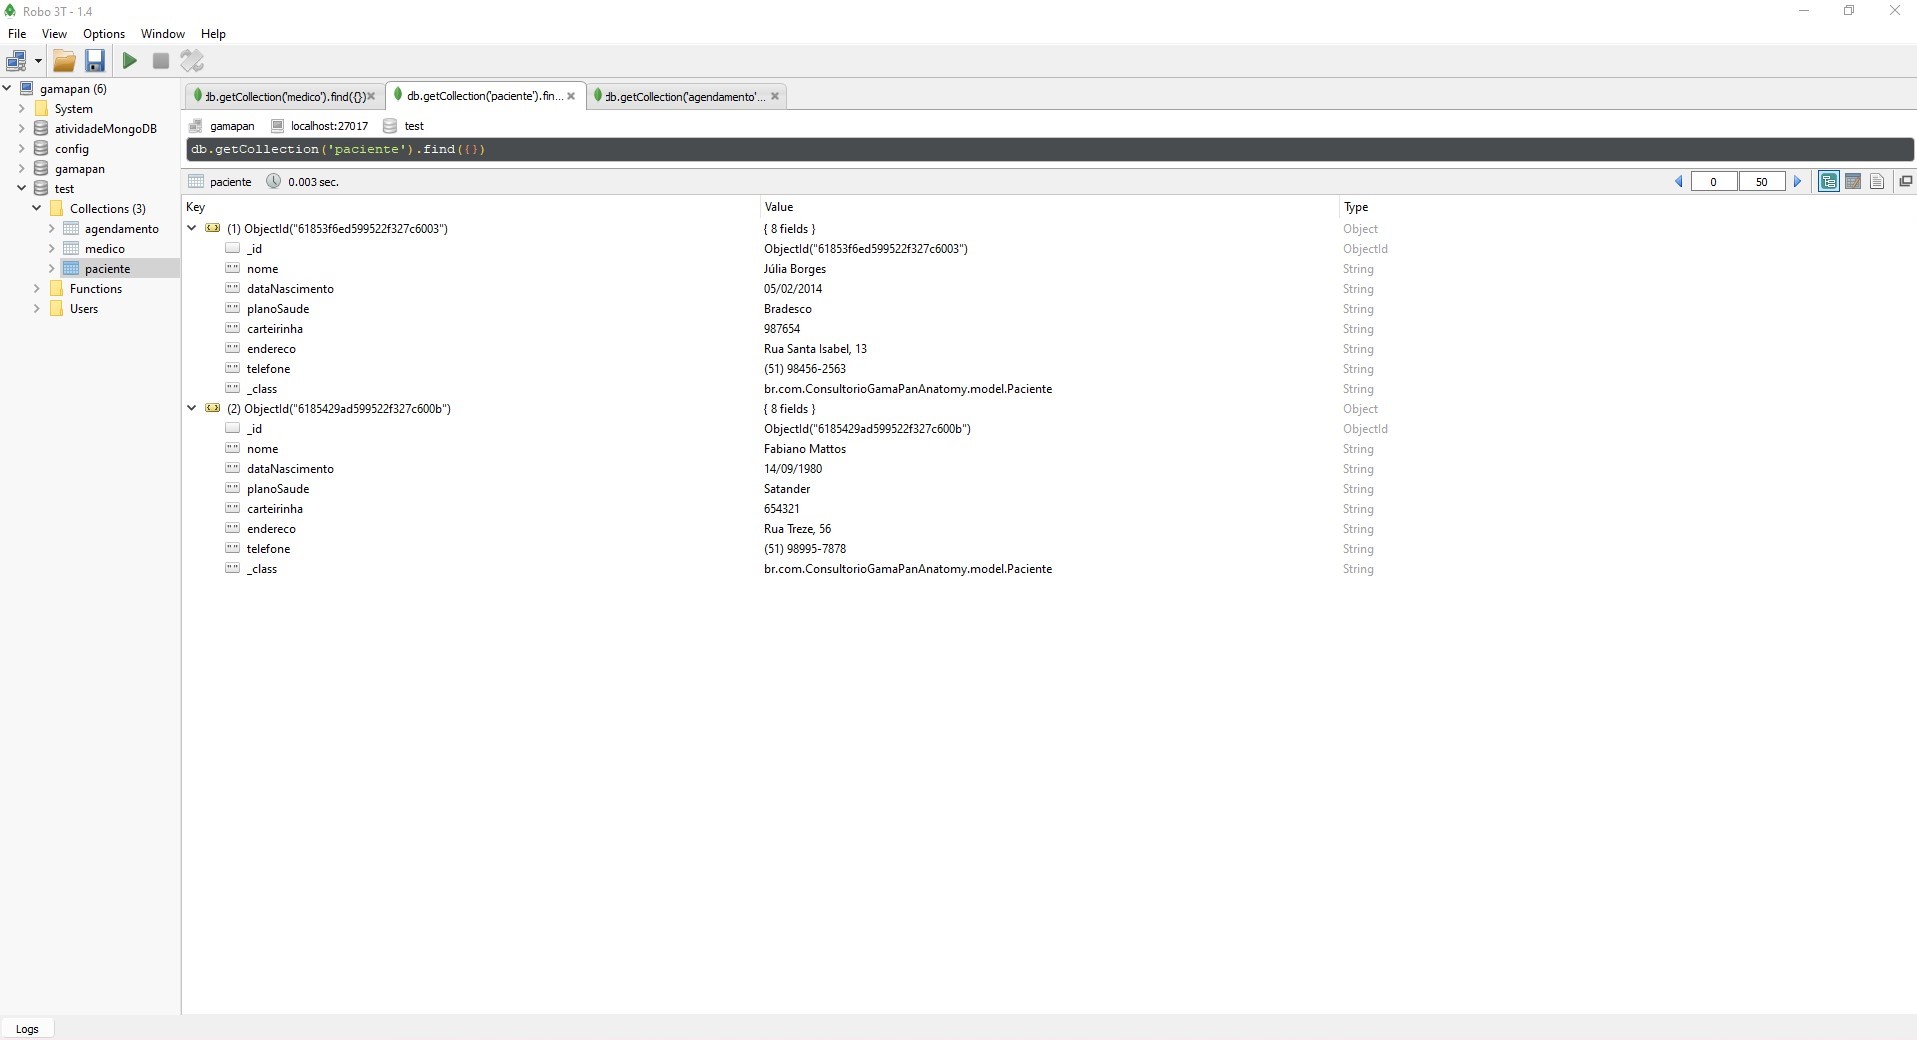 Robo 3T - 1.4
File View Options Window Help
gamapan (6)
System
atividadeMongoDB
config
gamapan
test
Collections (3)
agendamento
medico
paciente
Functions
Users
db.getCollection('medico').find({})
db.getCollection('paciente').fin...
db.getCollection('agendamento'...
gamapan localhost:27017 test
db.getCollection('paciente').find({})
paciente 0.003 sec. 0 50
Key Value Type
(1) ObjectId("61853f6ed599522f327c6003") { 8 fields } Object
_id ObjectId("61853f6ed599522f327c6003") ObjectId
nome Júlia Borges String
dataNascimento 05/02/2014 String
planoSaude Bradesco String
carteirinha 987654 String
endereco Rua Santa Isabel, 13 String
telefone (51) 98456-2563 String
_class br.com.ConsultorioGamaPanAnatomy.model.Paciente String
(2) ObjectId("6185429ad599522f327c600b") { 8 fields } Object
_id ObjectId("6185429ad599522f327c600b") ObjectId
nome Fabiano Mattos String
dataNascimento 14/09/1980 String
planoSaude Satander String
carteirinha 654321 String
endereco Rua Treze, 56 String
telefone (51) 98995-7878 String
_class br.com.ConsultorioGamaPanAnatomy.model.Paciente String
Logs